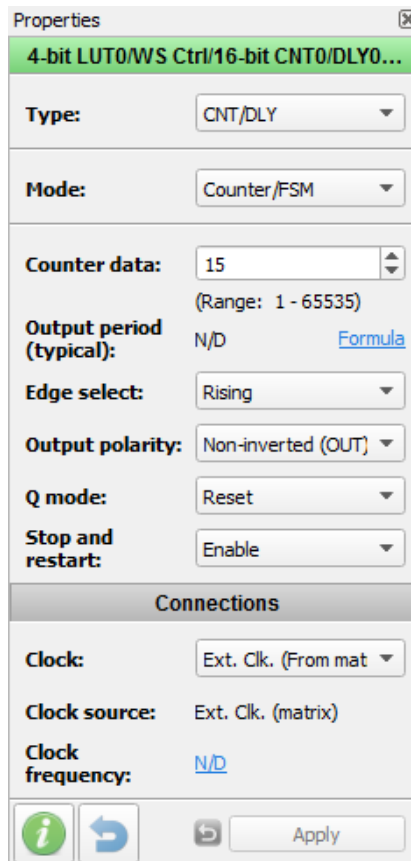 Properties
4-bit LUT0/WS Ctrl/16-bit CNT0/DLY0...
Type: CNT/DLY
Mode: Counter/FSM
Counter data: 15
(Range: 1 - 65535)
Output period
(typical): N/D Formula
Edge select: Rising
Output polarity: Non-inverted (OUT)
Q mode: Reset
Stop and
restart: Enable
Connections
Clock: Ext. Clk. (From mat
Clock source: Ext. Clk. (matrix)
Clock
frequency: N/D
Apply